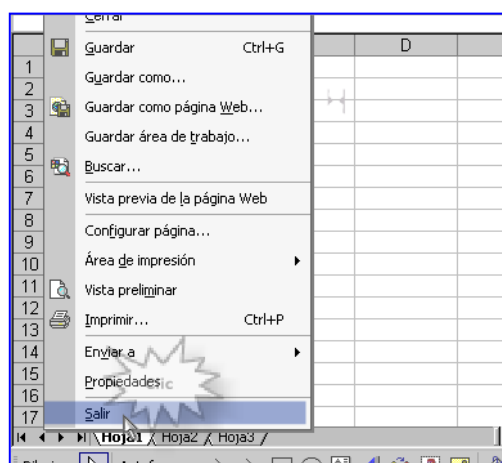 Cerrar
D
Guardar Ctrl+G
1
Guardar como...
2
3 Guardar como página Web...
4 Guardar área de trabajo...
5
Buscar...
6
7 Vista previa de la página Web
8
Configurar página...
9
10 Área de impresión
11 Vista preliminar
12
Imprimir... Ctrl+P
13
14 Enviar a
15
Propiedades
clic
16
Salir
17
Hoja1 Hoja2 Hoja3